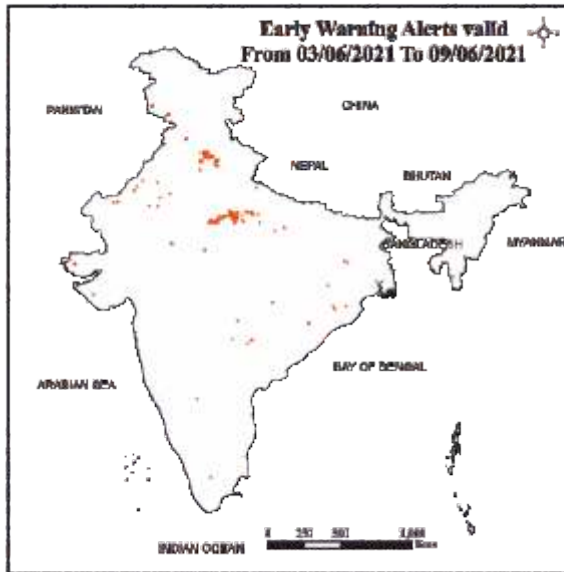 Early Warning Alerts valid
From 03/06/2021 To 09/06/2021
CHINA
PAKISTAN
NEPAL
BHUTAN
BANGLADESH
MYANMAR
BAY OF BENGAL
ARABIAN SEA
INDIAN OCEAN
0 250 500 1,000